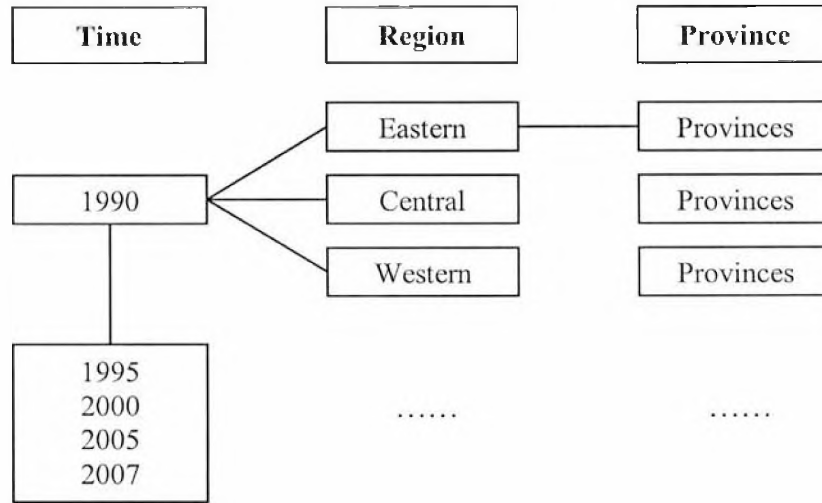 Time Region Province
Eastern Provinces
1990 Central Provinces
Western Provinces
1995
2000
2005
2007
...... ......